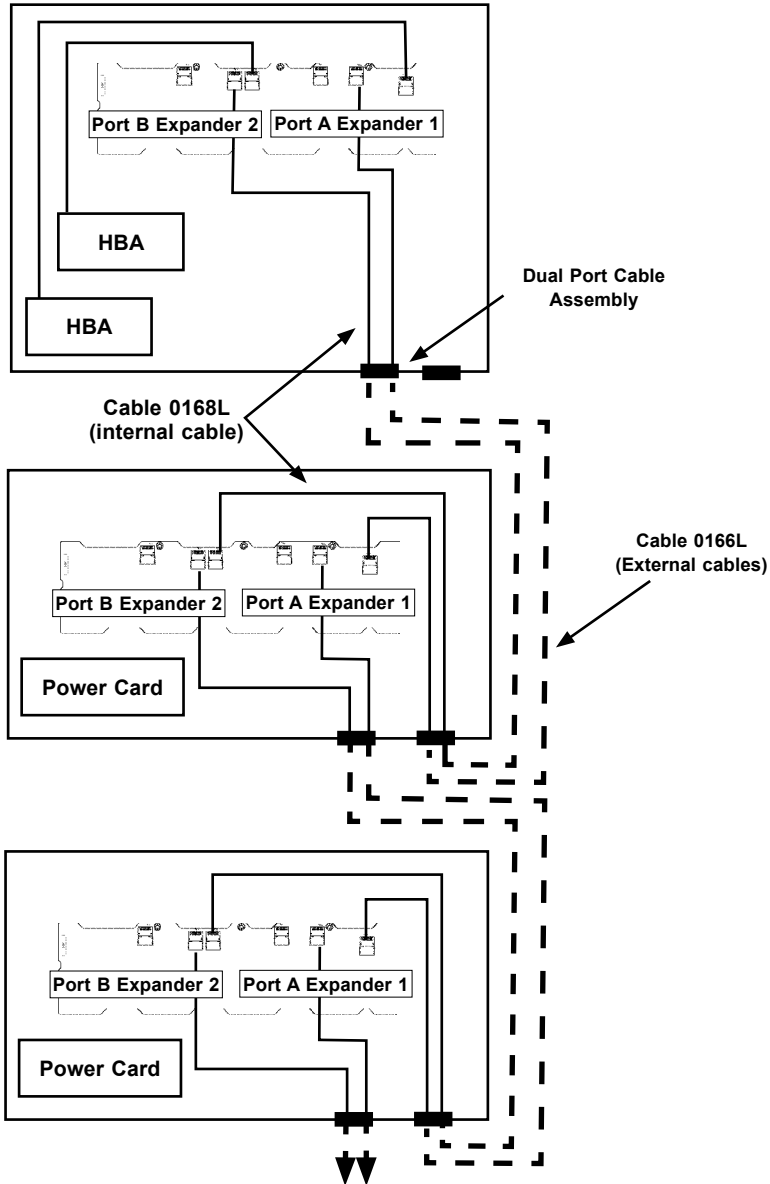 Port B Expander 2
Port A Expander 1
HBA
HBA
Dual Port Cable
Assembly
Cable 0168L
(internal cable)
Cable 0166L
(External cables)
Port B Expander 2
Port A Expander 1
Power Card
Port B Expander 2
Port A Expander 1
Power Card